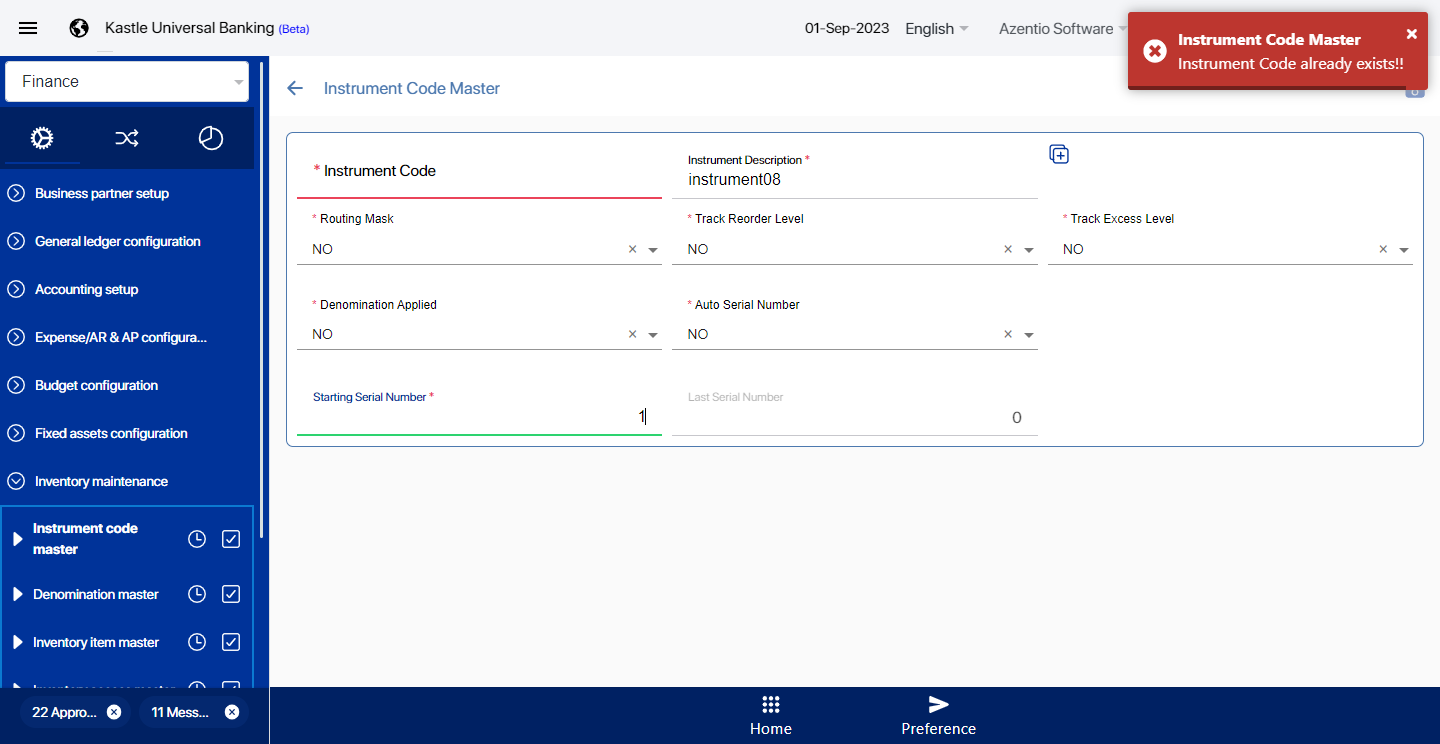 Kastle Universal Banking (Beta)
01-Sep-2023
English
Azentio Software
Instrument Code Master
Instrument Code already exists!!
Finance
Instrument Code Master
Business partner setup
General ledger configuration
Accounting setup
Expense/AR & AP configura...
Budget configuration
Fixed assets configuration
Inventory maintenance
Instrument code
master
Denomination master
Inventory item master
22 Appro...
11 Mess...
* Instrument Code
Instrument Description *
instrument08
* Routing Mask
NO
* Track Reorder Level
NO
* Track Excess Level
NO
* Denomination Applied
NO
* Auto Serial Number
NO
Starting Serial Number *
1
Last Serial Number
0
Home
Preference